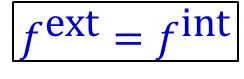 f^ext = f^int